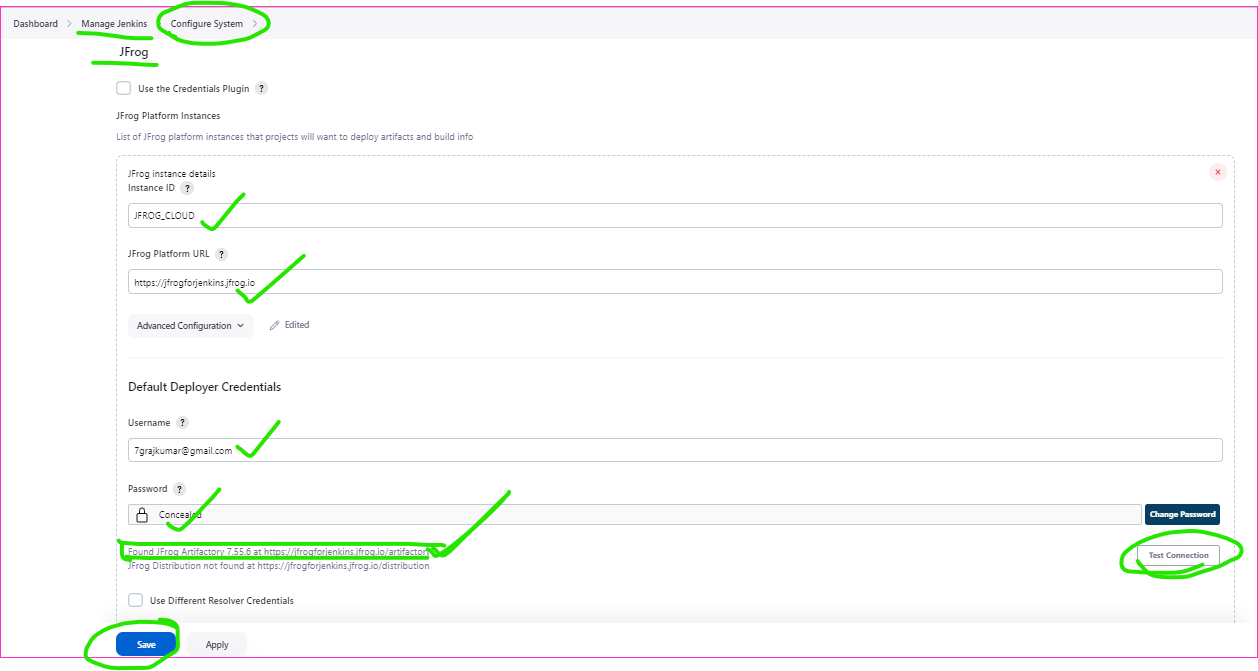 Dashboard > Manage Jenkins > Configure System >
JFrog
Use the Credentials Plugin ?
JFrog Platform Instances
List of JFrog platform instances that projects will want to deploy artifacts and build info
JFrog instance details
Instance ID ?
JFROG_CLOUD
JFrog Platform URL ?
https://jfrogforjenkins.jfrog.io
Advanced Configuration Edited
Default Deployer Credentials
Username ?
7grajkumar@gmail.com
Password ?
Concealed Change Password
Found JFrog Artifactory 7.55.6 at https://jfrogforjenkins.jfrog.io/artifactory
Test Connection
JFrog Distribution not found at https://jfrogforjenkins.jfrog.io/distribution
Use Different Resolver Credentials
Save Apply